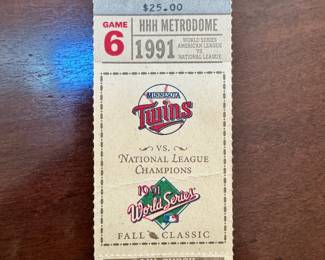 $25.00
GAME
6
HHH METRODOME
1991
WORLD SERIES
AMERICAN LEAGUE
VS
NATIONAL LEAGUE
MINNESOTA
Twins
VS.
NATIONAL LEAGUE
CHAMPIONS
1991
World Series
FALL CLASSIC